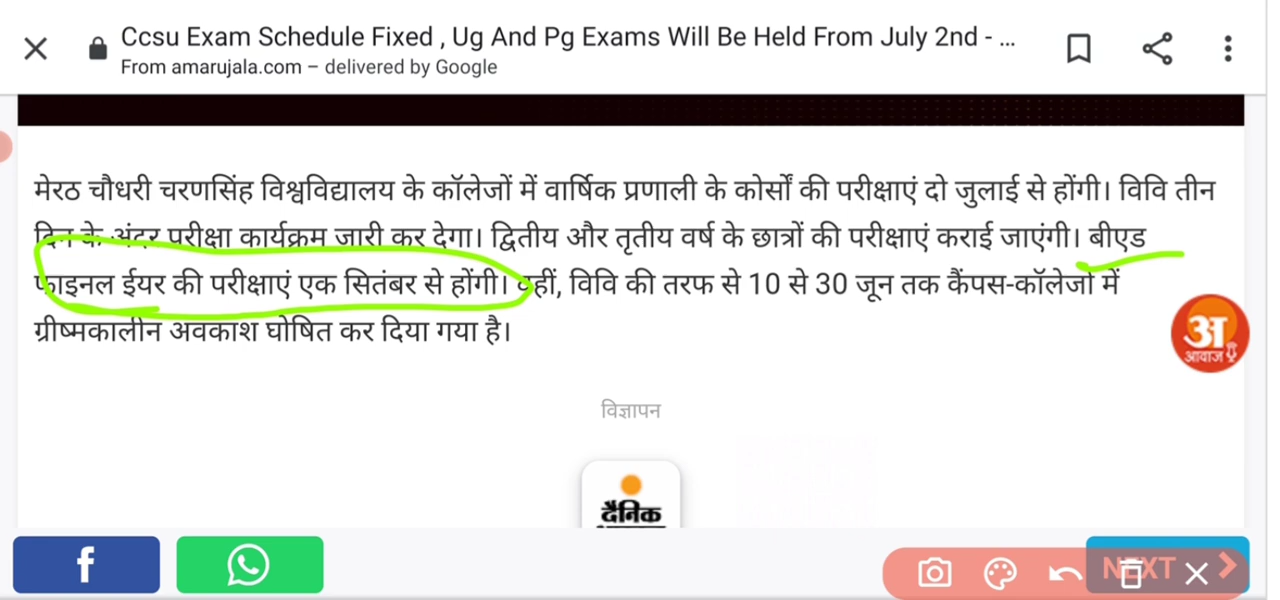 Ccsu Exam Schedule Fixed , Ug And Pg Exams Will Be Held From July 2nd - ...
From amarujala.com – delivered by Google
मेरठ चौधरी चरणसिंह विश्वविद्यालय के कॉलेजों में वार्षिक प्रणाली के कोर्सों की परीक्षाएं दो जुलाई से होंगी। विवि तीन
दिन के अंदर परीक्षा कार्यक्रम जारी कर देगा। द्वितीय और तृतीय वर्ष के छात्रों की परीक्षाएं कराई जाएंगी। बीएड
फाइनल ईयर की परीक्षाएं एक सितंबर से होंगी। वहीं, विवि की तरफ से 10 से 30 जून तक कैंपस-कॉलेजों में
ग्रीष्मकालीन अवकाश घोषित कर दिया गया है।
अ
आवाज
विज्ञापन
दैनिक
f
NEXT